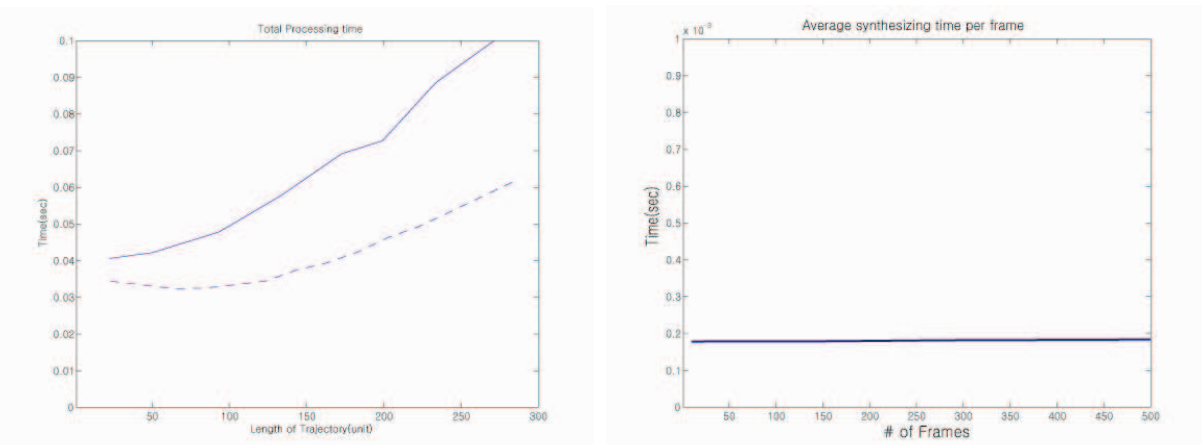 Total Processing time
0.1
0.09
0.08
0.07
0.06
0.05
0.04
0.03
0.02
0.01
0
Time(sec)
50 100 150 200 250 300
Length of Trajectory(unit)
Average synthesizing time per frame
1 x 10⁻³
0.9
0.8
0.7
0.6
0.5
0.4
0.3
0.2
0.1
0
Time(sec)
50 100 150 200 250 300 350 400 450 500
# of Frames